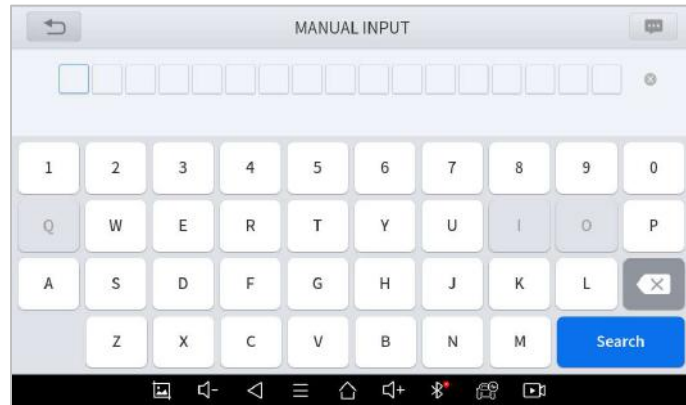 MANUAL INPUT
1 2 3 4 5 6 7 8 9 0
Q W E R T Y U I O P
A S D F G H J K L
Z X C V B N M Search